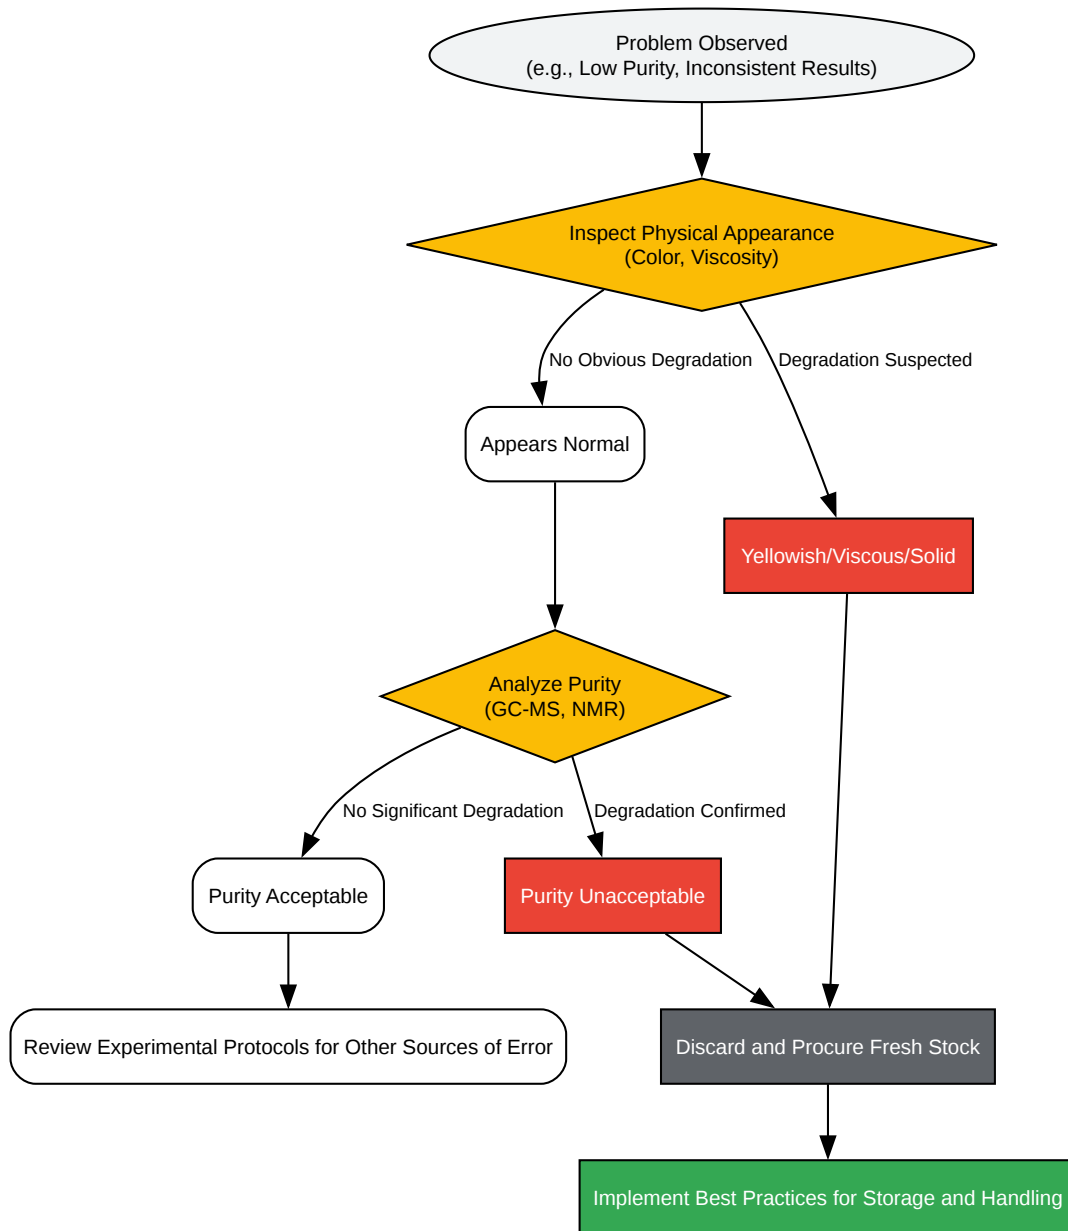 Problem Observed
(e.g., Low Purity, Inconsistent Results)
Inspect Physical Appearance
(Color, Viscosity)
No Obvious Degradation
Degradation Suspected
Appears Normal
Yellowish/Viscous/Solid
Analyze Purity
(GC-MS, NMR)
No Significant Degradation
Degradation Confirmed
Purity Acceptable
Purity Unacceptable
Review Experimental Protocols for Other Sources of Error
Discard and Procure Fresh Stock
Implement Best Practices for Storage and Handling